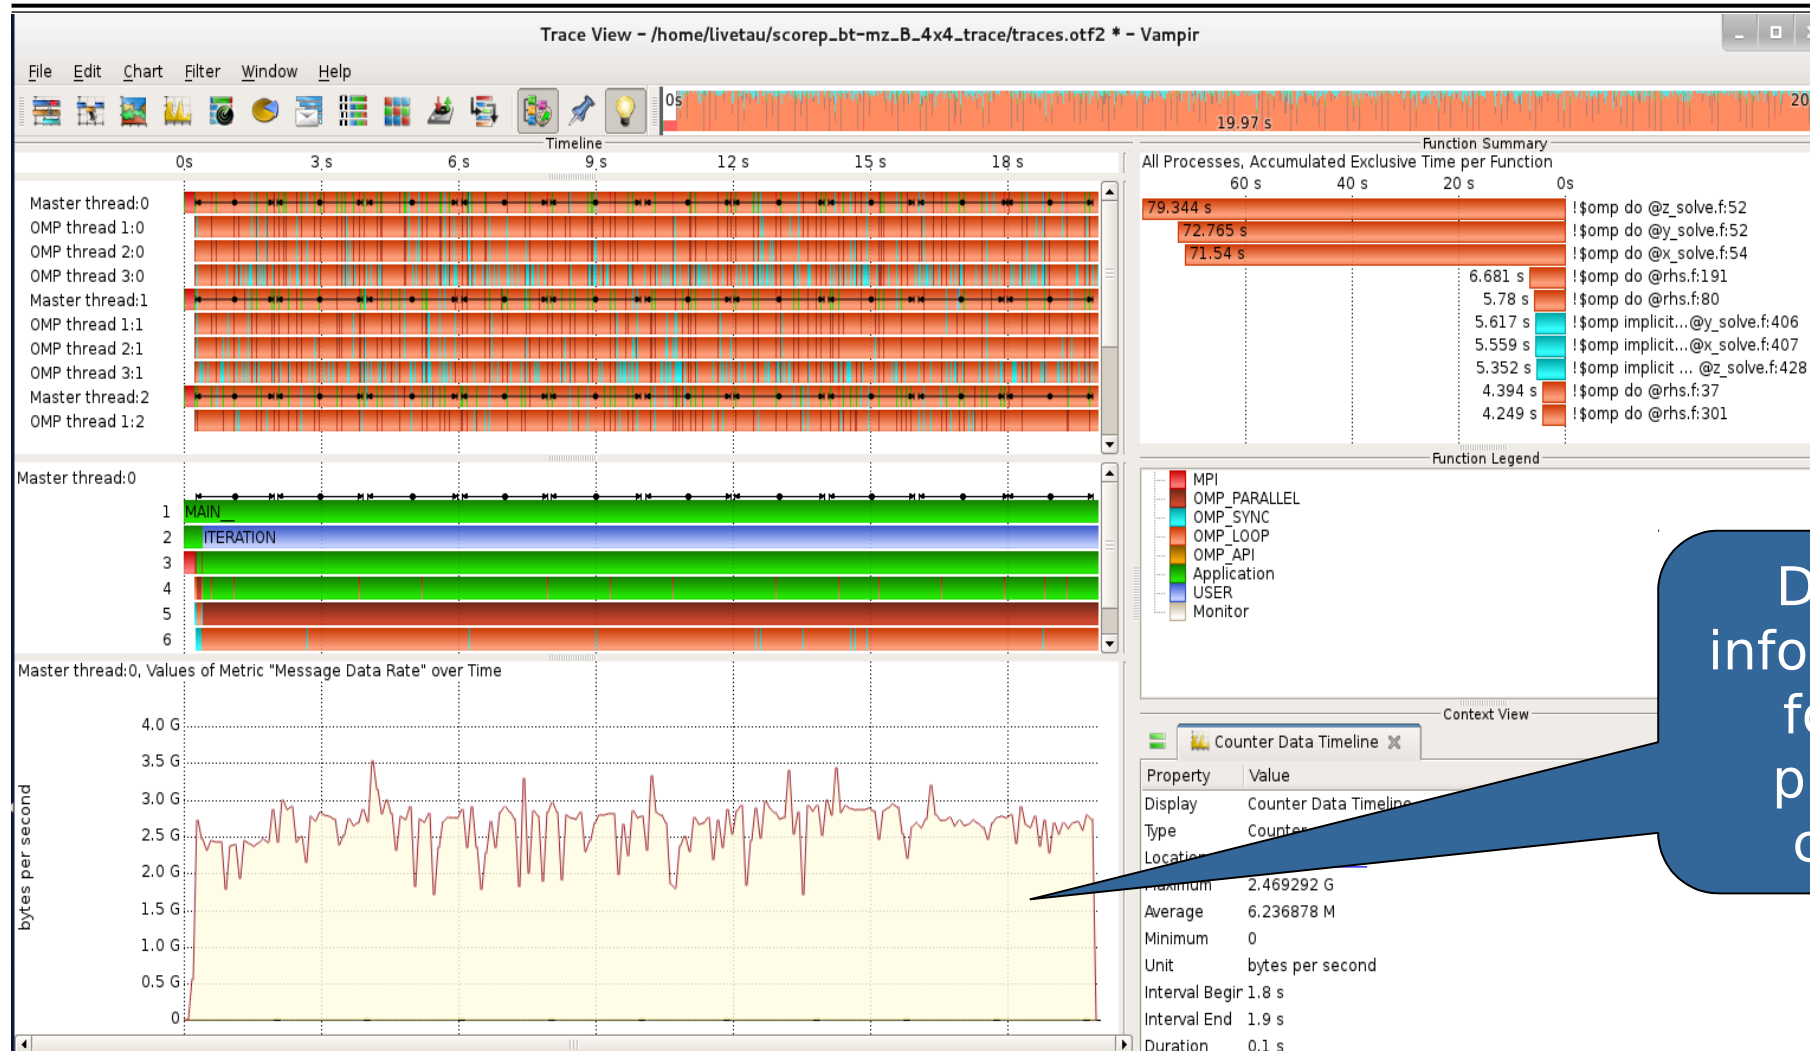 Trace View - /home/livetau/scorep_bt-mz_B_4x4_trace/traces.otf2 * - Vampir
File Edit Chart Filter Window Help
0s 19.97 s 20
Timeline
0s 3 s 6 s 9 s 12 s 15 s 18 s
Master thread:0
OMP thread 1:0
OMP thread 2:0
OMP thread 3:0
Master thread:1
OMP thread 1:1
OMP thread 2:1
OMP thread 3:1
Master thread:2
OMP thread 1:2
Master thread:0
1 MAIN__
2 ITERATION
3
4
5
6
Master thread:0, Values of Metric "Message Data Rate" over Time
bytes per second
4.0 G
3.5 G
3.0 G
2.5 G
2.0 G
1.5 G
1.0 G
0.5 G
0
Function Summary
All Processes, Accumulated Exclusive Time per Function
60 s 40 s 20 s 0s
79.344 s !$omp do @z_solve.f:52
72.765 s !$omp do @y_solve.f:52
71.54 s !$omp do @x_solve.f:54
6.681 s !$omp do @rhs.f:191
5.78 s !$omp do @rhs.f:80
5.617 s !$omp implicit...@y_solve.f:406
5.559 s !$omp implicit...@x_solve.f:407
5.352 s !$omp implicit ... @z_solve.f:428
4.394 s !$omp do @rhs.f:37
4.249 s !$omp do @rhs.f:301
Function Legend
MPI
OMP_PARALLEL
OMP_SYNC
OMP_LOOP
OMP_API
Application
USER
Monitor
Context View
Counter Data Timeline
Property Value
Display Counter Data Timeline
Type Counter
Location
Maximum 2.469292 G
Average 6.236878 M
Minimum 0
Unit bytes per second
Interval Begin 1.8 s
Interval End 1.9 s
Duration 0.1 s
D
info
fo
p
c